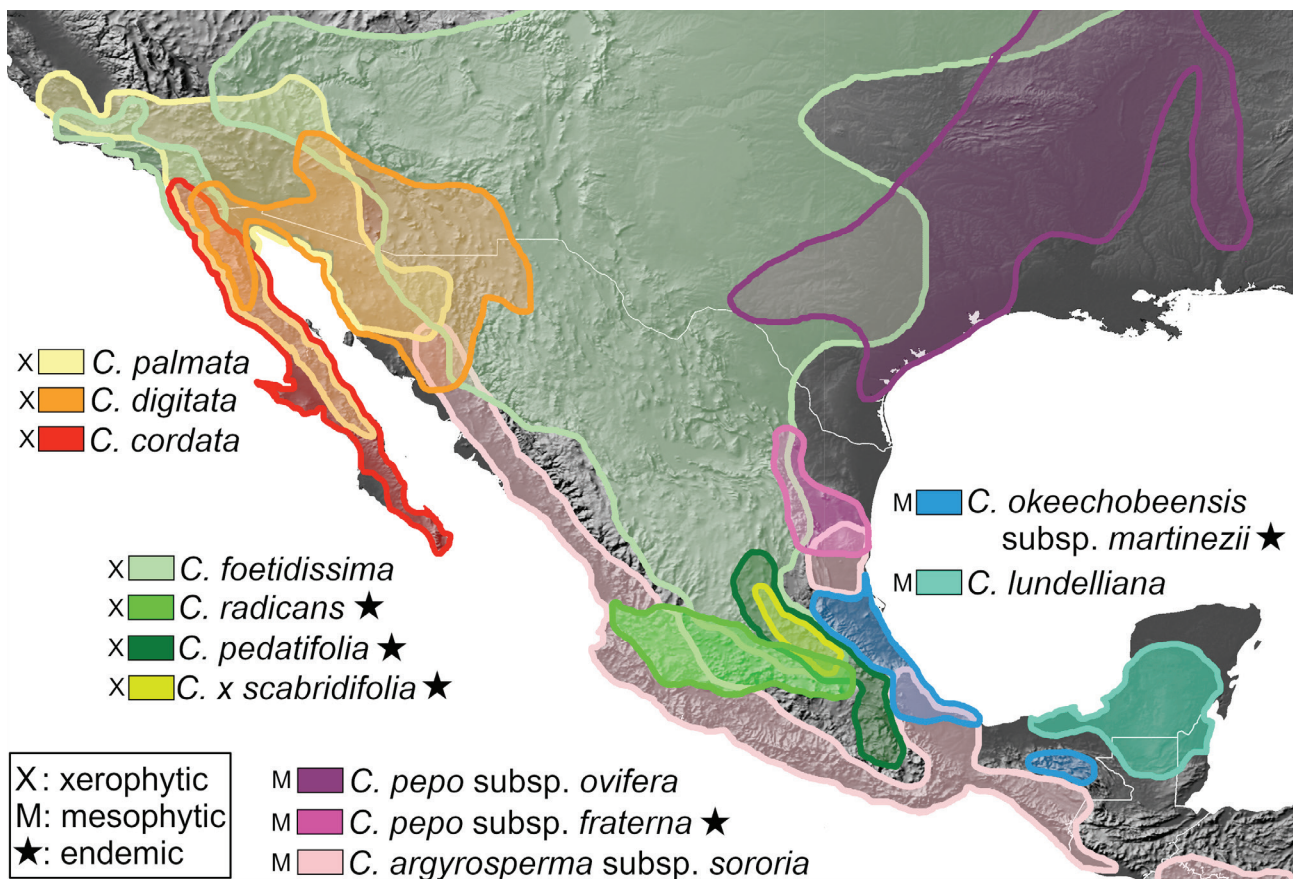 X C. palmata
X C. digitata
X C. cordata
X C. foetidissima
X C. radicans ★
X C. pedatifolia ★
X C. x scabridifolia ★
X: xerophytic
M: mesophytic
★: endemic
M C. pepo subsp. ovifera
M C. pepo subsp. fraterna ★
M C. argyrosperma subsp. sororia
M C. okeechobeensis
subsp. martinezii ★
M C. lundelliana